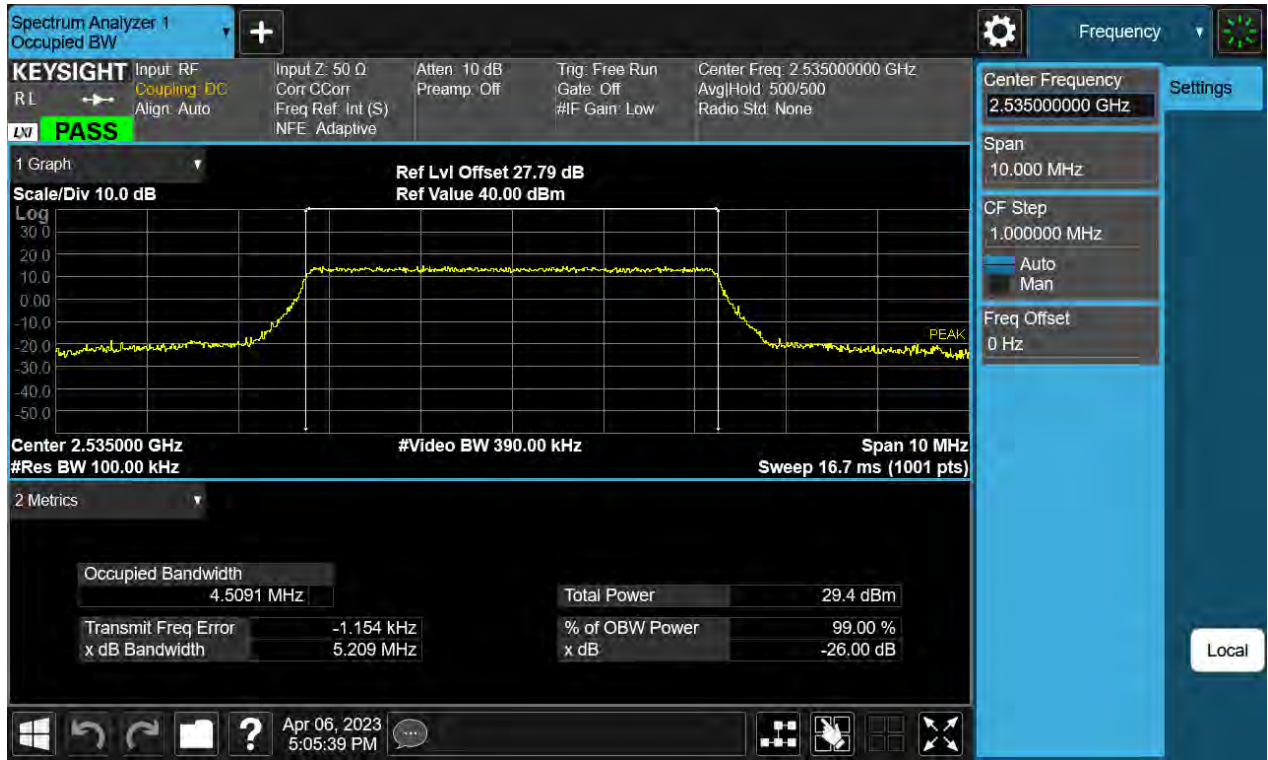 Spectrum Analyzer 1
Occupied BW
+
Frequency
KEYSIGHT
RL
LXI
PASS
Input: RF
Coupling: DC
Align: Auto
Input Z: 50 Ω
Corr CCorr
Freq Ref: Int (S)
NFE: Adaptive
Atten: 10 dB
Preamp: Off
Trig: Free Run
Gate: Off
#IF Gain: Low
Center Freq: 2.535000000 GHz
Avg|Hold: 500/500
Radio Std: None
Center Frequency
2.535000000 GHz
Settings
Span
10.000 MHz
CF Step
1.000000 MHz
Auto
Man
Freq Offset
0 Hz
1 Graph
Scale/Div 10.0 dB
Ref Lvl Offset 27.79 dB
Ref Value 40.00 dBm
Log
30.0
20.0
10.0
0.00
-10.0
-20.0
-30.0
-40.0
-50.0
PEAK
Center 2.535000 GHz
#Video BW 390.00 kHz
Span 10 MHz
#Res BW 100.00 kHz
Sweep 16.7 ms (1001 pts)
2 Metrics
Occupied Bandwidth
4.5091 MHz
Total Power 29.4 dBm
Transmit Freq Error -1.154 kHz
% of OBW Power 99.00 %
x dB Bandwidth 5.209 MHz
x dB -26.00 dB
Local
?
Apr 06, 2023
5:05:39 PM